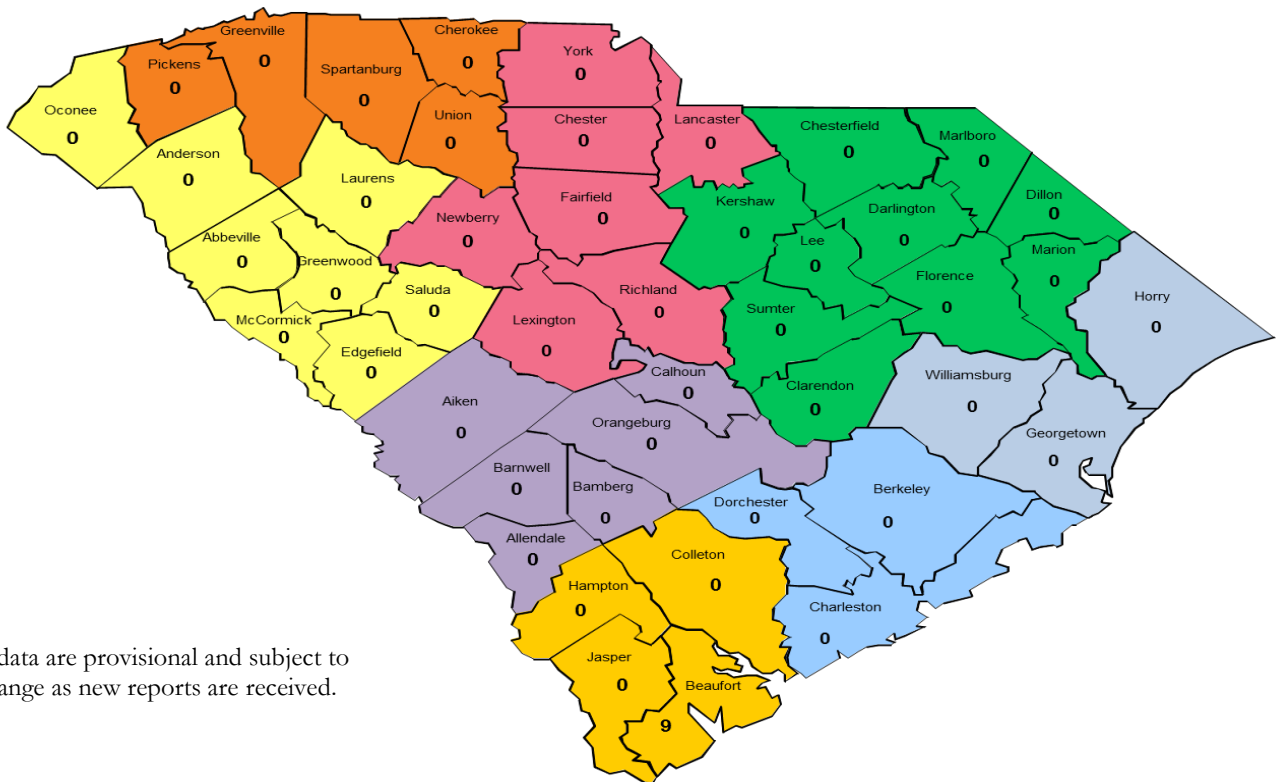 Greenville
0
Cherokee
0
York
0
Pickens
0
Spartanburg
0
Oconee
0
Union
0
Chester
0
Lancaster
0
Chesterfield
0
Marlboro
0
Anderson
0
Laurens
0
Fairfield
0
Kershaw
0
Darlington
0
Dillon
0
Newberry
0
Abbeville
0
Lee
0
Marion
0
Greenwood
0
Saluda
0
Richland
0
Florence
0
Horry
0
McCormick
0
Lexington
0
Sumter
0
Edgefield
0
Calhoun
0
Clarendon
0
Williamsburg
0
Aiken
0
Orangeburg
0
Georgetown
0
Barnwell
0
Bamberg
0
Dorchester
0
Berkeley
0
Allendale
0
Colleton
0
Hampton
0
Charleston
0
Jasper
0
Beaufort
9
data are provisional and subject to
ange as new reports are received.